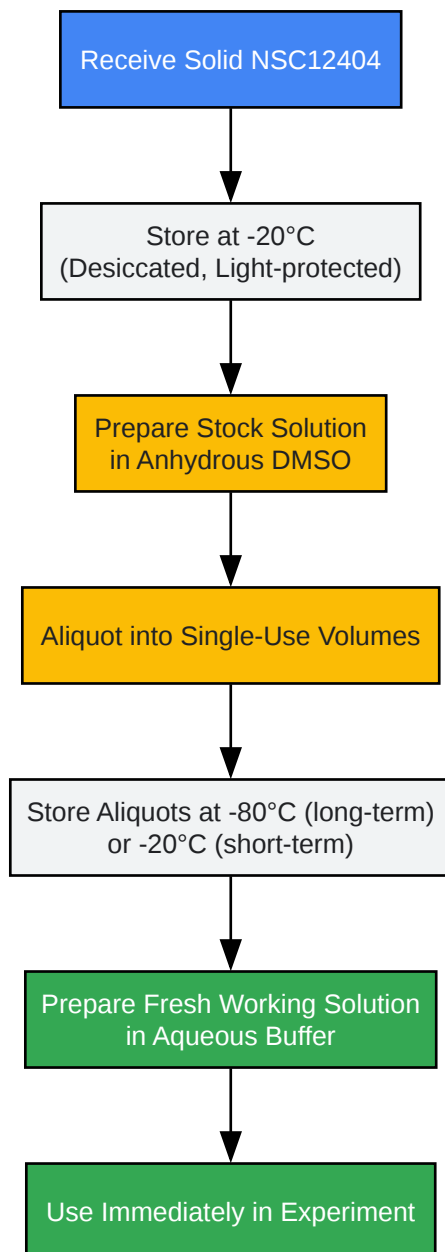 Receive Solid NSC12404
Store at -20°C
(Desiccated, Light-protected)
Prepare Stock Solution
in Anhydrous DMSO
Aliquot into Single-Use Volumes
Store Aliquots at -80°C (long-term)
or -20°C (short-term)
Prepare Fresh Working Solution
in Aqueous Buffer
Use Immediately in Experiment